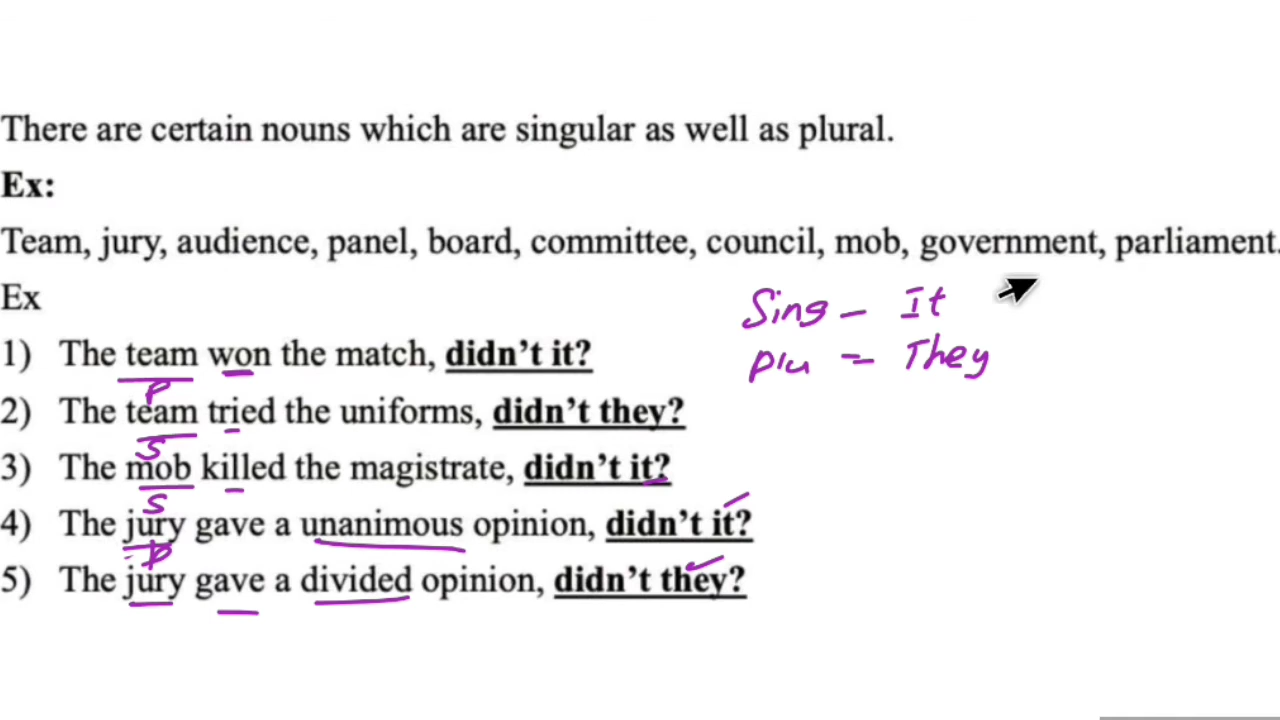 There are certain nouns which are singular as well as plural.
Ex:
Team, jury, audience, panel, board, committee, council, mob, government, parliament.
Ex
Sing - It
1) The team won the match, didn't it?
Plu = They
P
2) The team tried the uniforms, didn't they?
S
3) The mob killed the magistrate, didn't it?
S
4) The jury gave a unanimous opinion, didn't it?
P
5) The jury gave a divided opinion, didn't they?